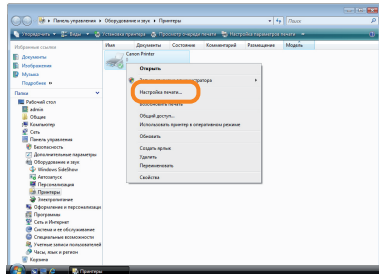 Панель управления ▸ Оборудование и звук ▸ Принтеры
Поиск
Упорядочить Виды Установка принтера Просмотр очереди печати Настройка параметров печати
Избранные ссылки
Документы
Изображения
Музыка
Подробнее »
Имя Документы Состояние Комментарий Размещение Модель
Canon Printer
Открыть
Настройка печати...
Общий доступ...
Использовать принтер в оперативном режиме
Обновить
Создать ярлык
Удалить
Переименовать
Свойства
Папки
Рабочий стол
admin
Общие
Компьютер
Сеть
Панель управления
Безопасность
Дополнительные параметры
Оборудование и звук
Windows SideShow
Автозапуск
Персонализация
Принтеры
Электропитание
Оформление и персонализаци
Программы
Сеть и Интернет
Система и ее обслуживание
Специальные возможности
Учетные записи пользователей
Часы, язык и регион
Корзина
Принтеры